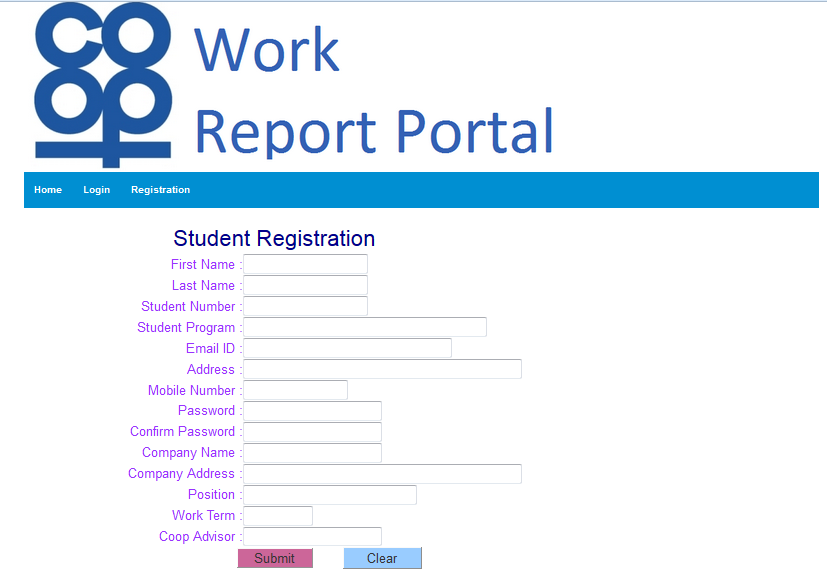 co
op
Work
Report Portal
Home Login Registration
Student Registration
First Name :
Last Name :
Student Number :
Student Program :
Email ID :
Address :
Mobile Number :
Password :
Confirm Password :
Company Name :
Company Address :
Position :
Work Term :
Coop Advisor :
Submit Clear